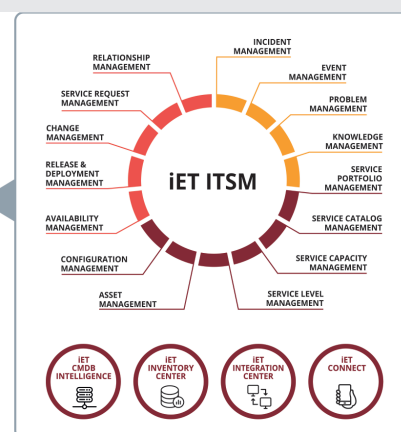 INCIDENT
MANAGEMENT
EVENT
MANAGEMENT
PROBLEM
MANAGEMENT
KNOWLEDGE
MANAGEMENT
SERVICE
PORTFOLIO
MANAGEMENT
SERVICE CATALOG
MANAGEMENT
SERVICE CAPACITY
MANAGEMENT
SERVICE LEVEL
MANAGEMENT
ASSET
MANAGEMENT
CONFIGURATION
MANAGEMENT
AVAILABILITY
MANAGEMENT
RELEASE &
DEPLOYMENT
MANAGEMENT
CHANGE
MANAGEMENT
SERVICE REQUEST
MANAGEMENT
RELATIONSHIP
MANAGEMENT
iET ITSM
iET
CMDB
INTELLIGENCE
iET
INVENTORY
CENTER
iET
INTEGRATION
CENTER
iET
CONNECT